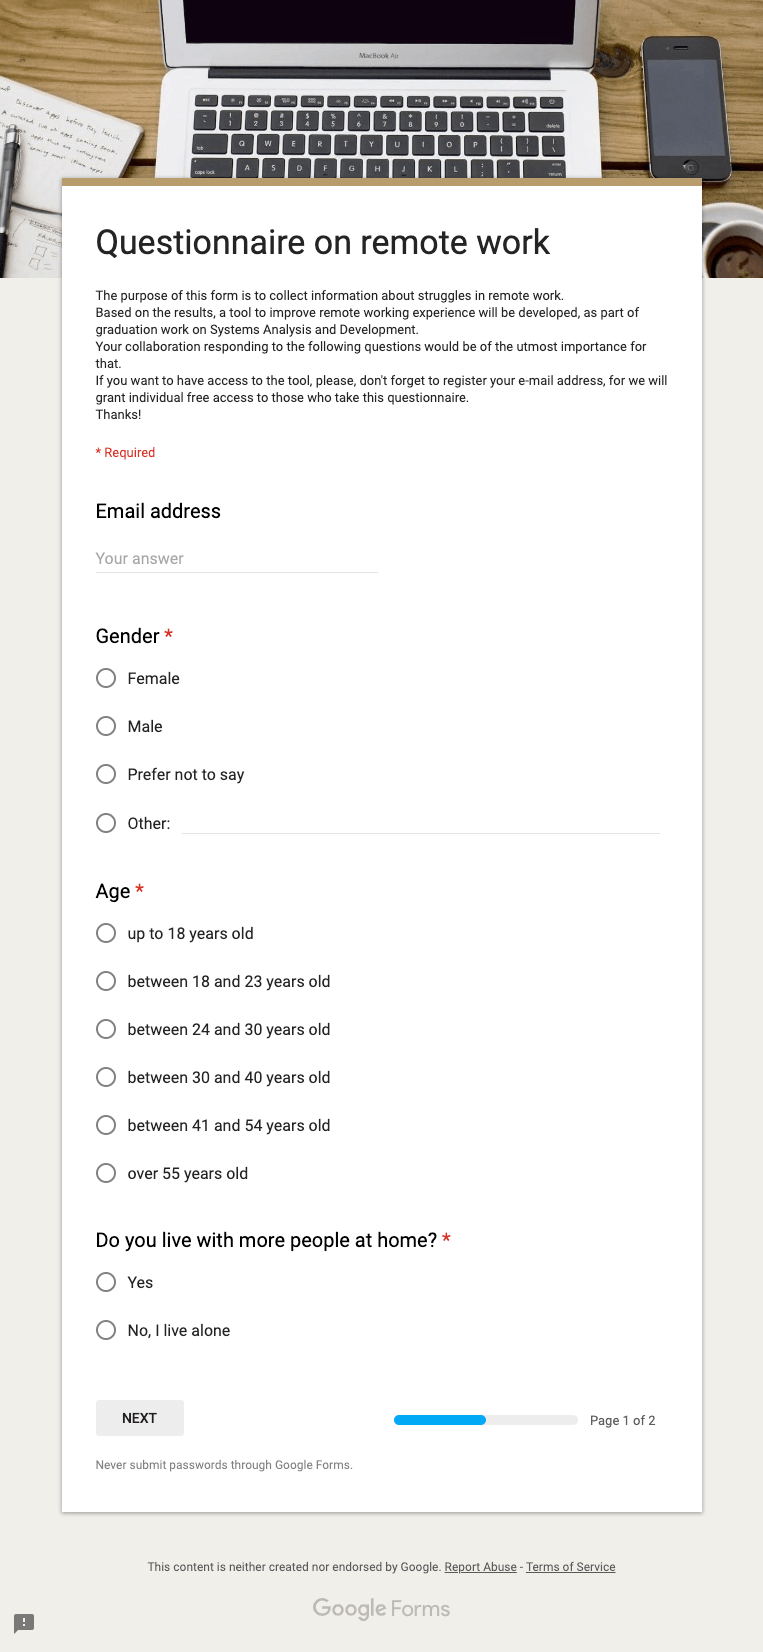 MacBook Air
Questionnaire on remote work
The purpose of this form is to collect information about struggles in remote work.
Based on the results, a tool to improve remote working experience will be developed, as part of
graduation work on Systems Analysis and Development.
Your collaboration responding to the following questions would be of the utmost importance for
that.
If you want to have access to the tool, please, don't forget to register your e-mail address, for we will
grant individual free access to those who take this questionnaire.
Thanks!
* Required
Email address
Your answer
Gender *
Female
Male
Prefer not to say
Other:
Age *
up to 18 years old
between 18 and 23 years old
between 24 and 30 years old
between 30 and 40 years old
between 41 and 54 years old
over 55 years old
Do you live with more people at home? *
Yes
No, I live alone
NEXT
Page 1 of 2
Never submit passwords through Google Forms.
This content is neither created nor endorsed by Google. Report Abuse - Terms of Service
Google Forms